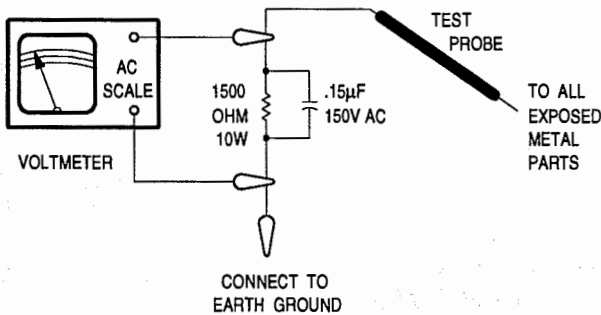 TEST
PROBE
AC
SCALE
1500
OHM
10W
.15µF
150V AC
TO ALL
EXPOSED
METAL
PARTS
VOLTMETER
CONNECT TO
EARTH GROUND